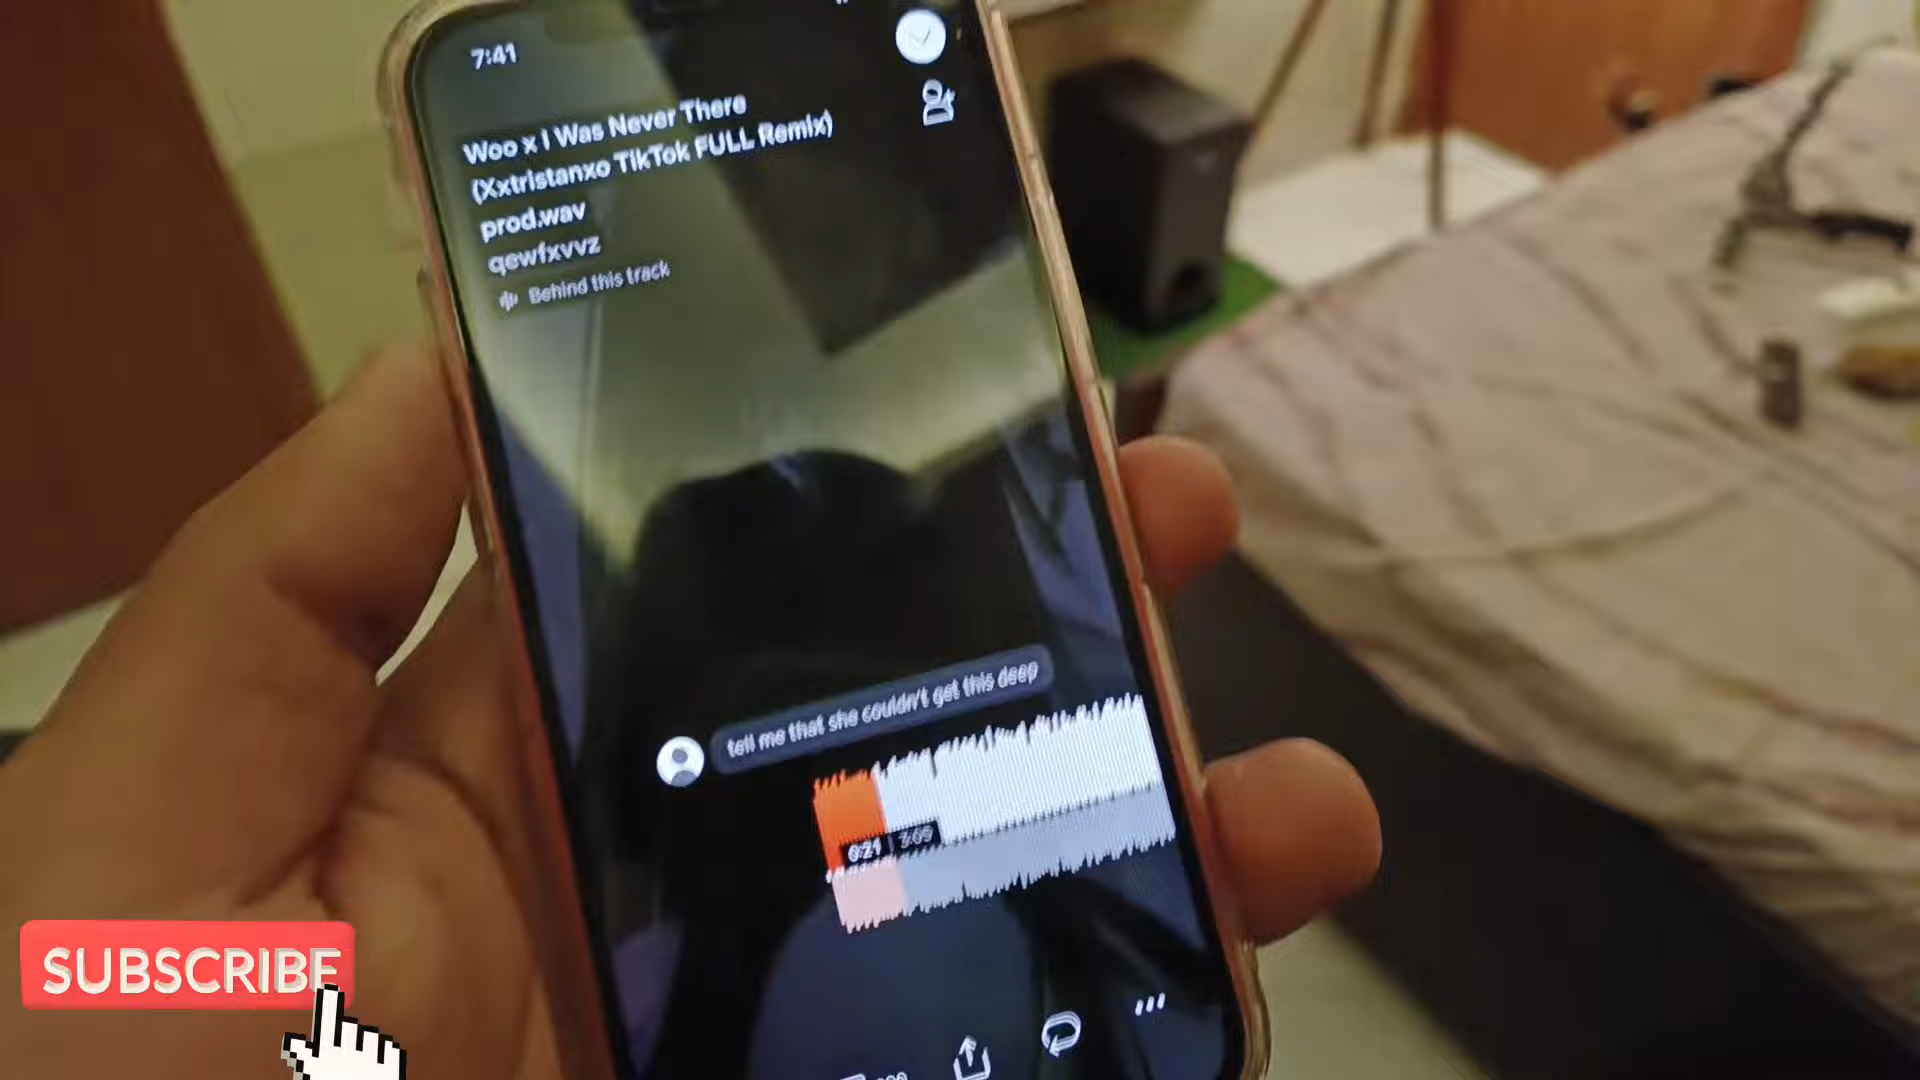 7:41
Woo x I Was Never There
(Xxtristanxo TikTok FULL Remix)
prod.wav
qewfxvvz
Behind this track
tell me that she couldn't get this deep
0:21 | 3:09
SUBSCRIBE